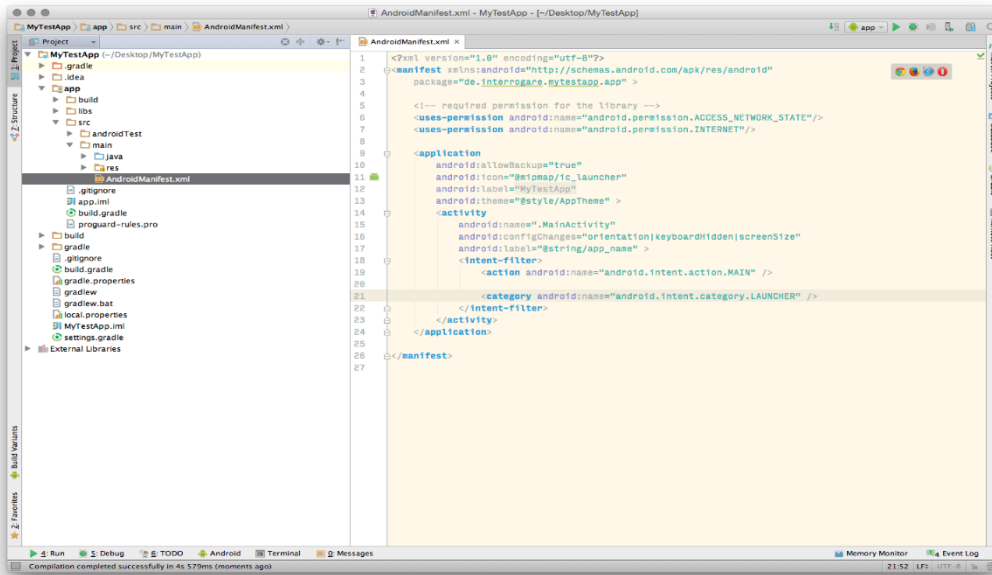 AndroidManifest.xml - MyTestApp - [~/Desktop/MyTestApp]
MyTestApp app src main AndroidManifest.xml app
Project
AndroidManifest.xml ×
1: Project
7: Structure
Build Variants
2: Favorites
MyTestApp (~/Desktop/MyTestApp)
.gradle
.idea
app
build
libs
src
androidTest
main
java
res
AndroidManifest.xml
.gitignore
app.iml
build.gradle
proguard-rules.pro
build
gradle
.gitignore
build.gradle
gradle.properties
gradlew
gradlew.bat
local.properties
MyTestApp.iml
settings.gradle
External Libraries
1 <?xml version="1.0" encoding="utf-8"?>
2 <manifest xmlns:android="http://schemas.android.com/apk/res/android"
3 package="de.interrogare.mytestapp.app" >
4
5 <!-- required permission for the library -->
6 <uses-permission android:name="android.permission.ACCESS_NETWORK_STATE"/>
7 <uses-permission android:name="android.permission.INTERNET"/>
8
9 <application
10 android:allowBackup="true"
11 android:icon="@mipmap/ic_launcher"
12 android:label="MyTestApp"
13 android:theme="@style/AppTheme" >
14 <activity
15 android:name=".MainActivity"
16 android:configChanges="orientation|keyboardHidden|screenSize"
17 android:label="@string/app_name" >
18 <intent-filter>
19 <action android:name="android.intent.action.MAIN" />
20
21 <category android:name="android.intent.category.LAUNCHER" />
22 </intent-filter>
23 </activity>
24 </application>
25
26 </manifest>
27
4: Run 5: Debug 6: TODO Android Terminal 0: Messages Memory Monitor 4 Event Log
Compilation completed successfully in 4s 579ms (moments ago) 21:52 LF÷ UTF-8